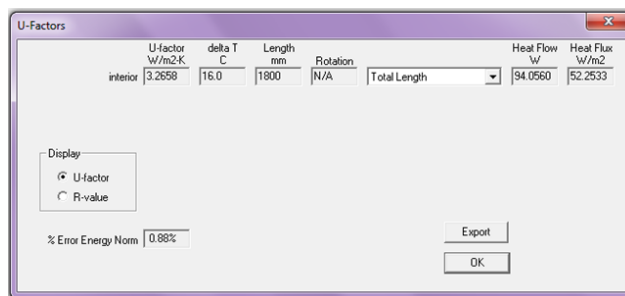 U-Factors
U-factor delta T Length Heat Flow Heat Flux
W/m2-K C mm Rotation W W/m2
interior 3.2658 16.0 1800 N/A Total Length 94.0560 52.2533
Display
U-factor
R-value
% Error Energy Norm 0.88%
Export
OK